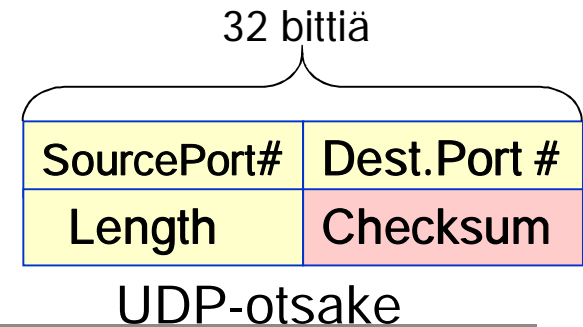 32 bittiä
SourcePort# Dest.Port #
Length Checksum
UDP-otsake